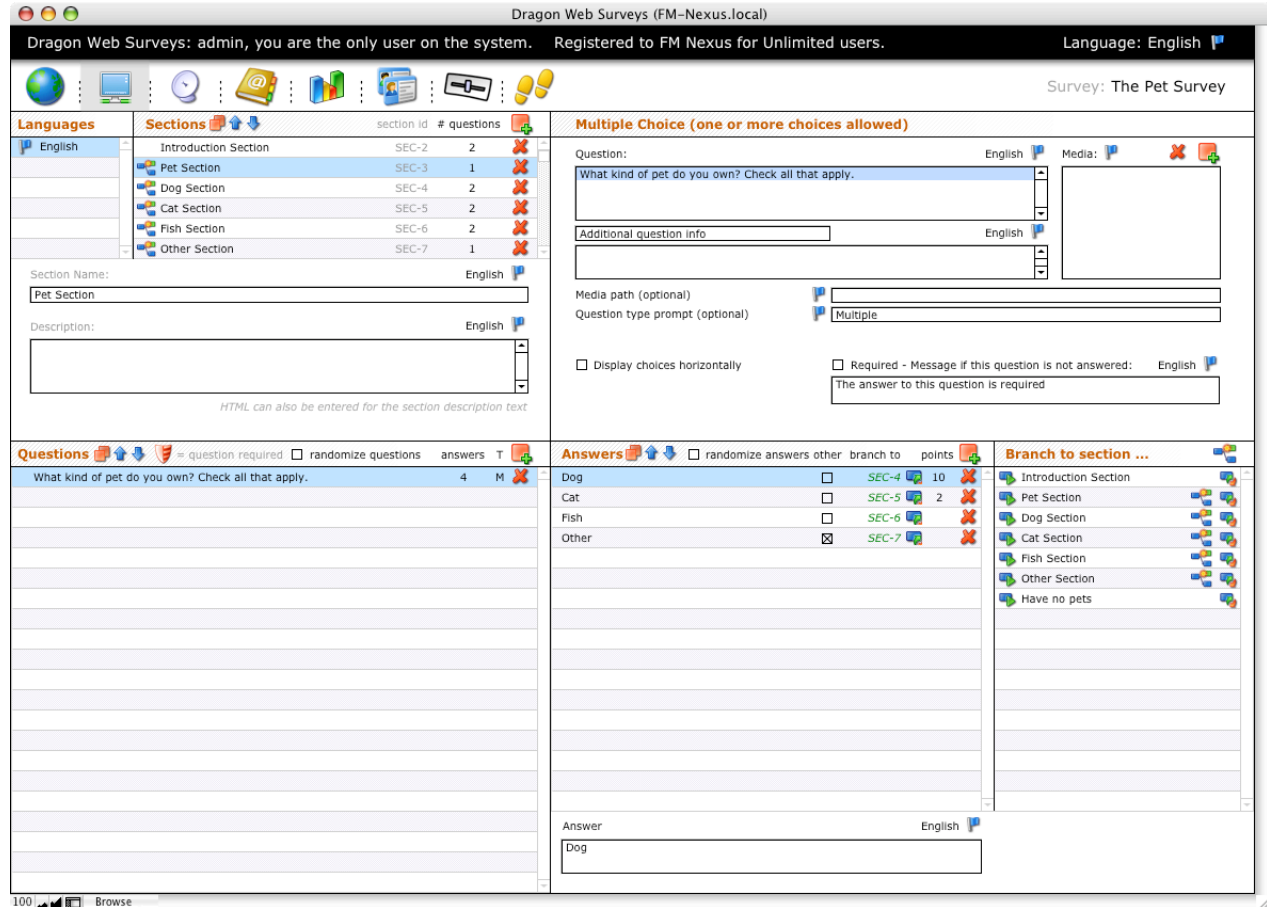 Dragon Web Surveys (FM-Nexus.local)
Dragon Web Surveys: admin, you are the only user on the system. Registered to FM Nexus for Unlimited users. Language: English
Survey: The Pet Survey
Languages
English
Sections section id # questions
Introduction Section SEC-2 2
Pet Section SEC-3 1
Dog Section SEC-4 2
Cat Section SEC-5 2
Fish Section SEC-6 2
Other Section SEC-7 1
Section Name: English
Pet Section
Description: English
HTML can also be entered for the section description text
Multiple Choice (one or more choices allowed)
Question: English Media:
What kind of pet do you own? Check all that apply.
Additional question info English
Media path (optional)
Question type prompt (optional) Multiple
Display choices horizontally
Required - Message if this question is not answered: English
The answer to this question is required
Questions = question required randomize questions answers T
What kind of pet do you own? Check all that apply. 4 M
Answers randomize answers other branch to points
Dog SEC-4 10
Cat SEC-5 2
Fish SEC-6
Other SEC-7
Branch to section ...
Introduction Section
Pet Section
Dog Section
Cat Section
Fish Section
Other Section
Have no pets
Answer English
Dog
100 Browse